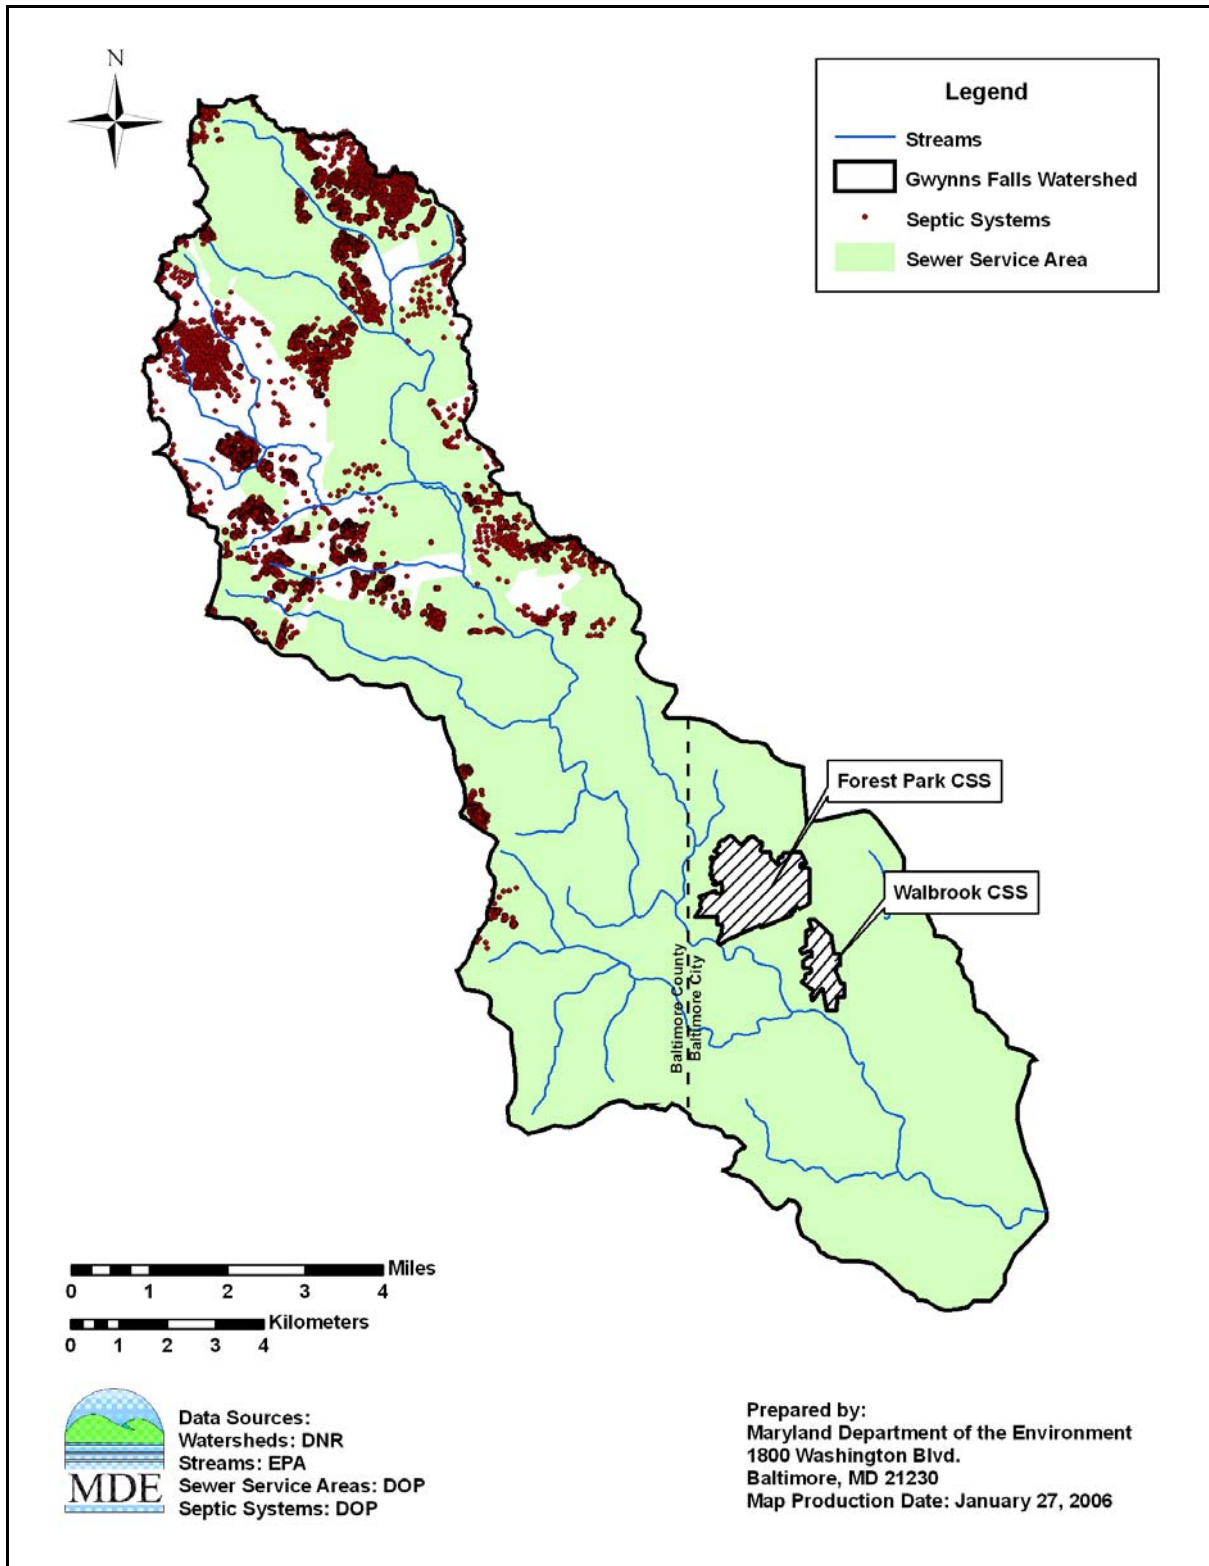 N
Legend
Streams
Gwynns Falls Watershed
Septic Systems
Sewer Service Area
Forest Park CSS
Walbrook CSS
Baltimore County
Baltimore City
Miles
0 1 2 3 4
Kilometers
0 1 2 3 4
MDE
Data Sources:
Watersheds: DNR
Streams: EPA
Sewer Service Areas: DOP
Septic Systems: DOP
Prepared by:
Maryland Department of the Environment
1800 Washington Blvd.
Baltimore, MD 21230
Map Production Date: January 27, 2006